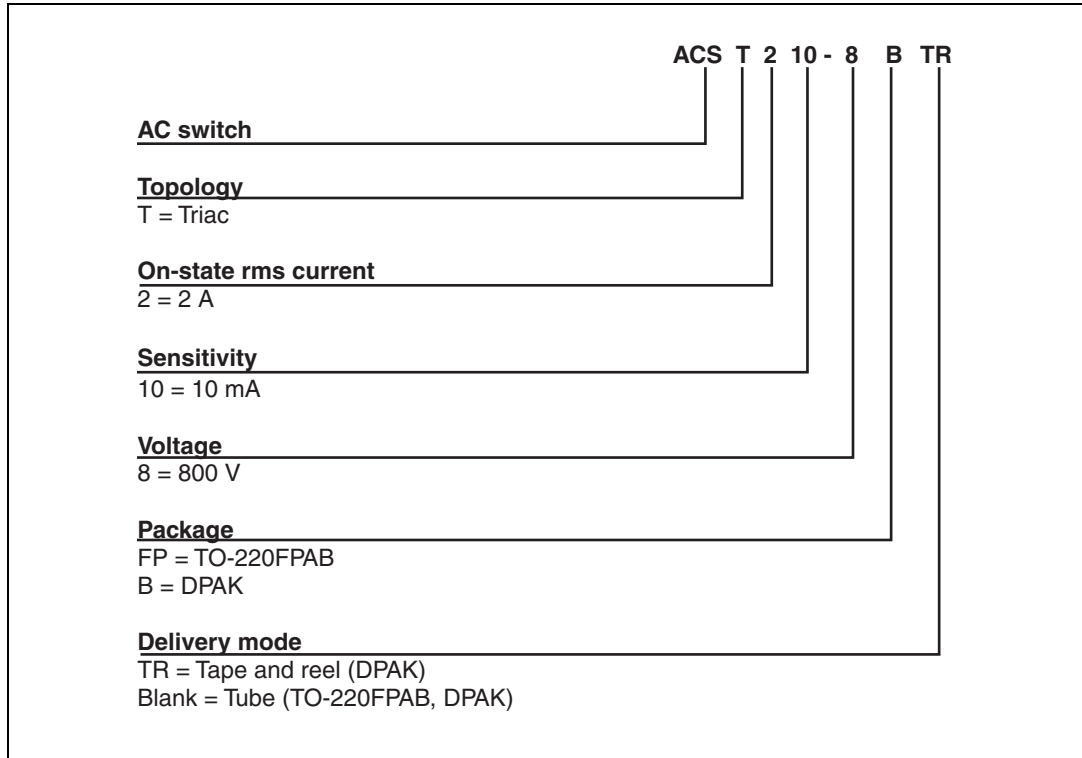 ACS T 2 10 - 8 B TR
AC switch
Topology
T = Triac
On-state rms current
2 = 2 A
Sensitivity
10 = 10 mA
Voltage
8 = 800 V
Package
FP = TO-220FPAB
B = DPAK
Delivery mode
TR = Tape and reel (DPAK)
Blank = Tube (TO-220FPAB, DPAK)